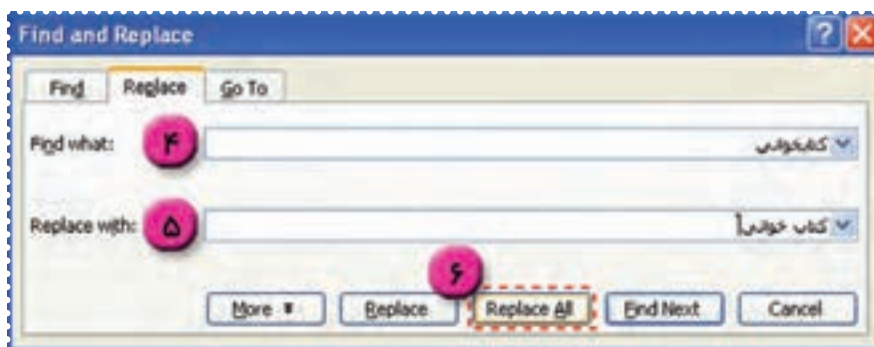 Find and Replace
Find Replace Go To
Find what: ۴ کتابخوانی
Replace with: ۵ کتاب خوانی
۶
More Replace Replace All Find Next Cancel